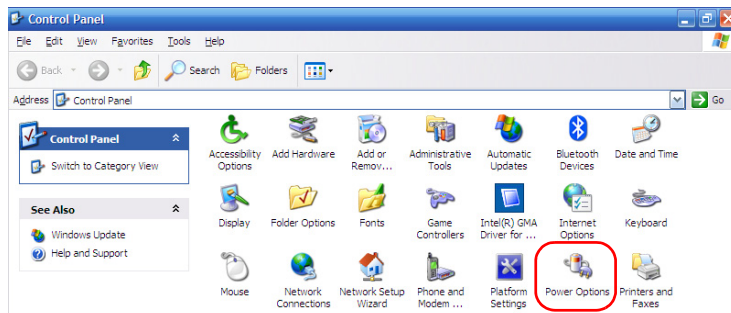 Control Panel
File Edit View Favorites Tools Help
Back Search Folders
Address Control Panel Go
Control Panel
Switch to Category View
See Also
Windows Update
Help and Support
Accessibility Options
Add Hardware
Add or Remov...
Administrative Tools
Automatic Updates
Bluetooth Devices
Date and Time
Display
Folder Options
Fonts
Game Controllers
Intel(R) GMA Driver for ...
Internet Options
Keyboard
Mouse
Network Connections
Network Setup Wizard
Phone and Modem ...
Platform Settings
Power Options
Printers and Faxes